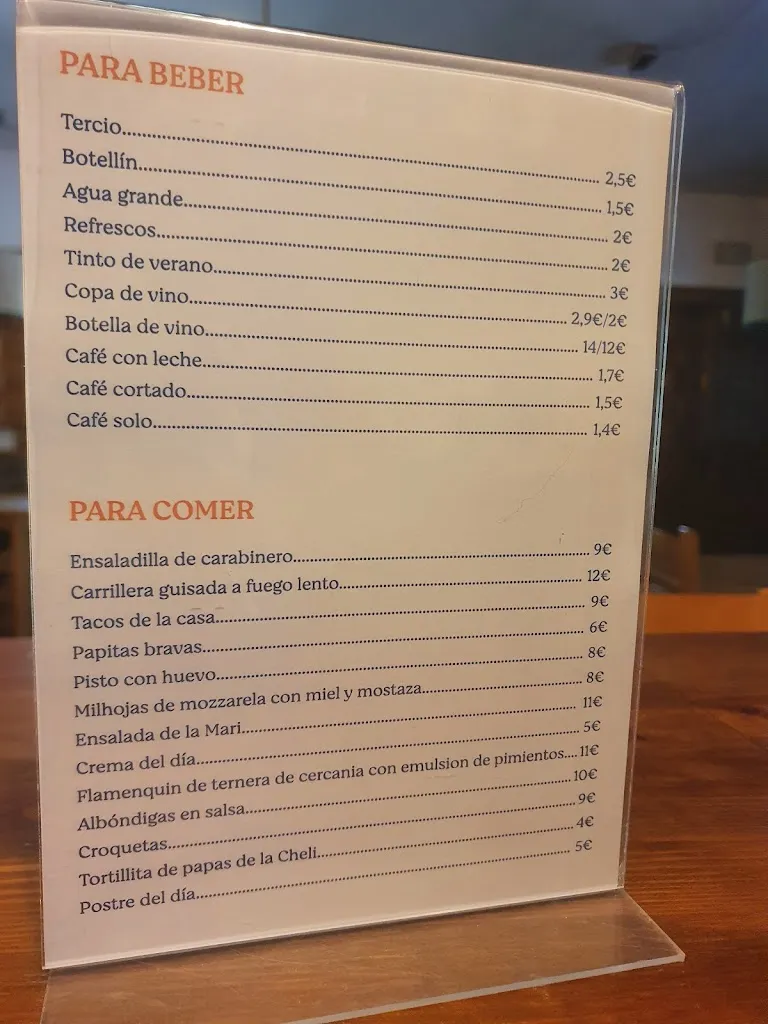 PARA BEBER
Tercio 2,5€
Botellín 1,5€
Agua grande 2€
Refrescos 2€
Tinto de verano 3€
Copa de vino 2,9€/2€
Botella de vino 14/12€
Café con leche 1,7€
Café cortado 1,5€
Café solo 1,4€
PARA COMER
Ensaladilla de carabinero 9€
Carrillera guisada a fuego lento 12€
Tacos de la casa 9€
Papitas bravas 6€
Pisto con huevo 8€
Milhojas de mozzarela con miel y mostaza 8€
Ensalada de la Mari 11€
Crema del día 5€
Flamenquin de ternera de cercania con emulsion de pimientos 11€
Albóndigas en salsa 10€
Croquetas 9€
Tortillita de papas de la Cheli 4€
Postre del día 5€